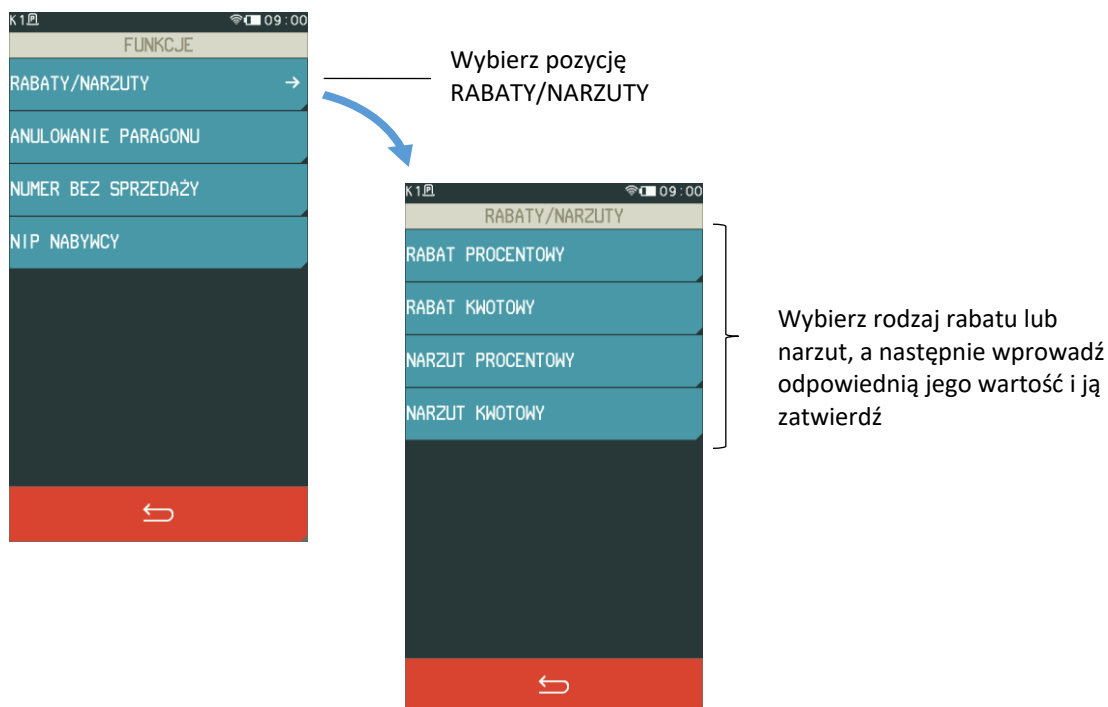 K1 P 09:00
FUNKCJE
RABATY/NARZUTY →
ANULOWANIE PARAGONU
NUMER BEZ SPRZEDAŻY
NIP NABYWCY
Wybierz pozycję
RABATY/NARZUTY
K1 P 09:00
RABATY/NARZUTY
RABAT PROCENTOWY
RABAT KWOTOWY
NARZUT PROCENTOWY
NARZUT KWOTOWY
Wybierz rodzaj rabatu lub
narzut, a następnie wprowadź
odpowiednią jego wartość i ją
zatwierdź